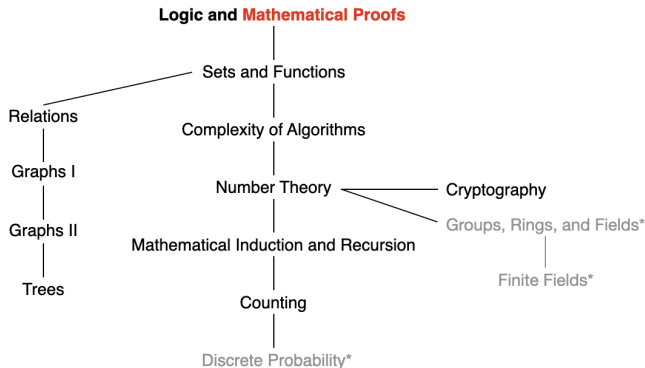 Logic and Mathematical Proofs
Sets and Functions
Relations
Complexity of Algorithms
Graphs I
Number Theory
Cryptography
Groups, Rings, and Fields*
Graphs II
Mathematical Induction and Recursion
Finite Fields*
Trees
Counting
Discrete Probability*